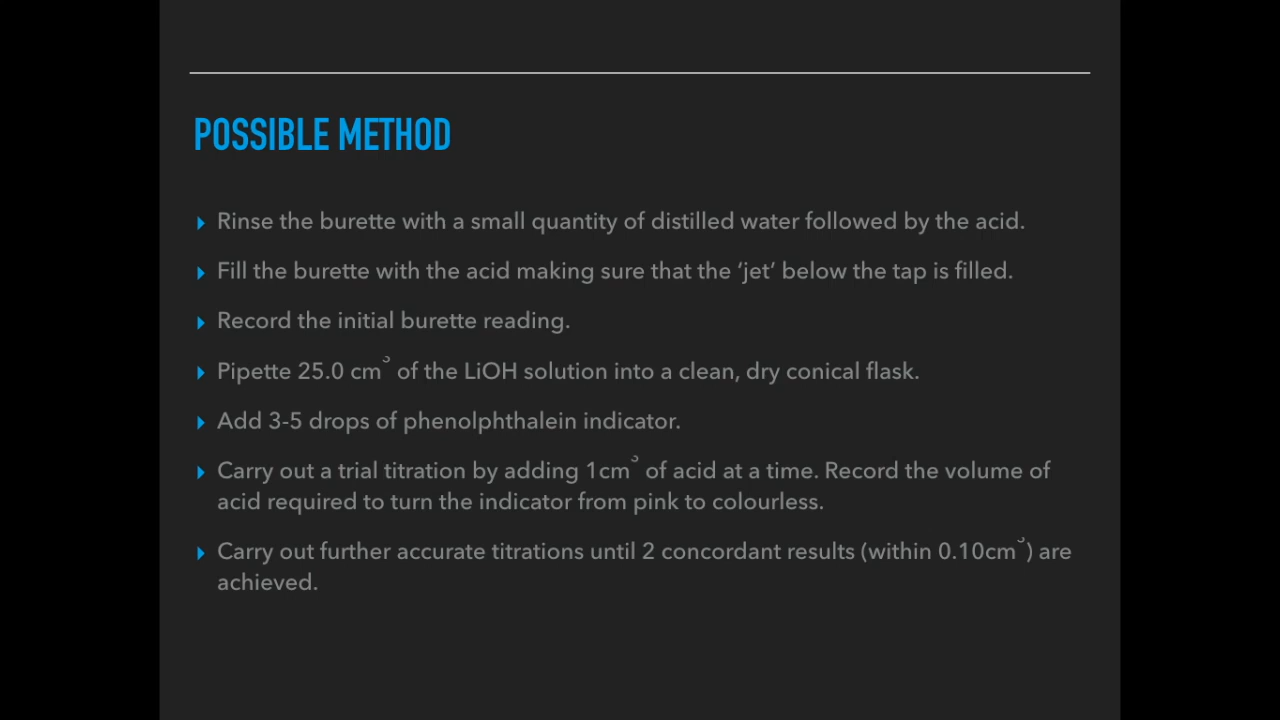 POSSIBLE METHOD
Rinse the burette with a small quantity of distilled water followed by the acid.
Fill the burette with the acid making sure that the ‘jet’ below the tap is filled.
Record the initial burette reading.
Pipette 25.0 cm³ of the LiOH solution into a clean, dry conical flask.
Add 3-5 drops of phenolphthalein indicator.
Carry out a trial titration by adding 1cm³ of acid at a time. Record the volume of
acid required to turn the indicator from pink to colourless.
Carry out further accurate titrations until 2 concordant results (within 0.10cm³) are
achieved.